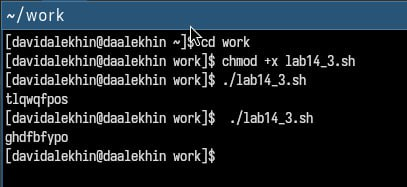 ~/work
[davidalekhin@daalekhin ~]$ cd work
[davidalekhin@daalekhin work]$ chmod +x lab14_3.sh
[davidalekhin@daalekhin work]$ ./lab14_3.sh
tlqwqfpos
[davidalekhin@daalekhin work]$  ./lab14_3.sh
ghdfbfypo
[davidalekhin@daalekhin work]$